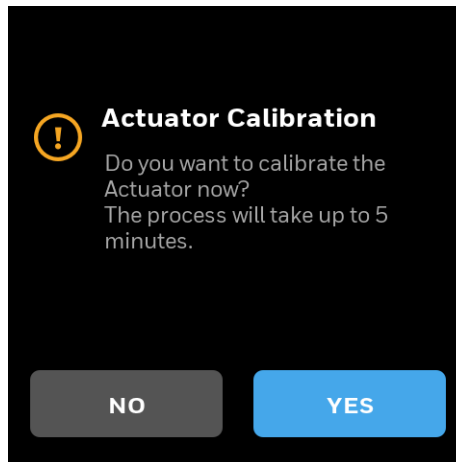 !
Actuator Calibration
Do you want to calibrate the
Actuator now?
The process will take up to 5
minutes.
NO
YES